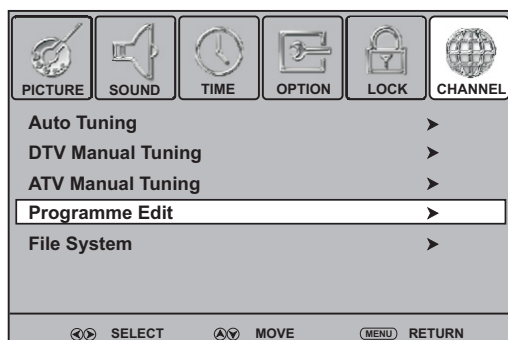 PICTURE SOUND TIME OPTION LOCK CHANNEL
Auto Tuning
DTV Manual Tuning
ATV Manual Tuning
Programme Edit
File System
SELECT MOVE MENU RETURN